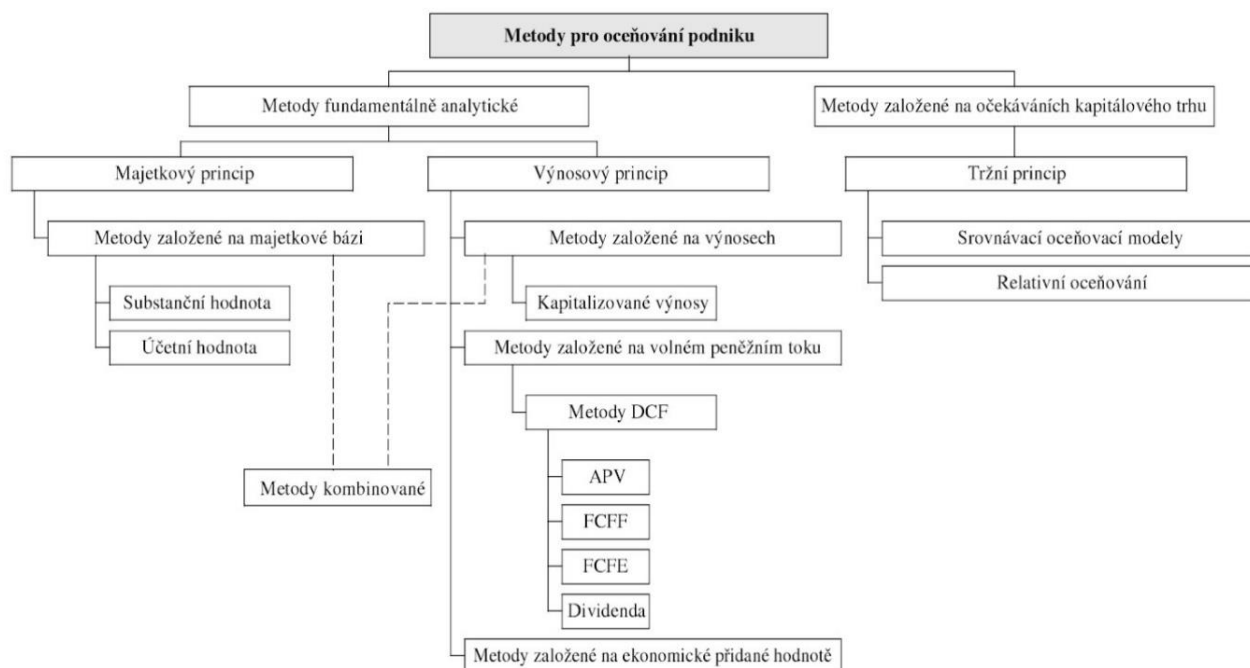 Metody pro oceňování podniku
Metody fundamentálně analytické
Metody založené na očekáváních kapitálového trhu
Majetkový princip
Výnosový princip
Tržní princip
Metody založené na majetkové bázi
Metody založené na výnosech
Srovnávací oceňovací modely
Relativní oceňování
Substanční hodnota
Kapitalizované výnosy
Účetní hodnota
Metody založené na volném peněžním toku
Metody DCF
Metody kombinované
APV
FCFF
FCFE
Dividenda
Metody založené na ekonomické přidané hodnotě